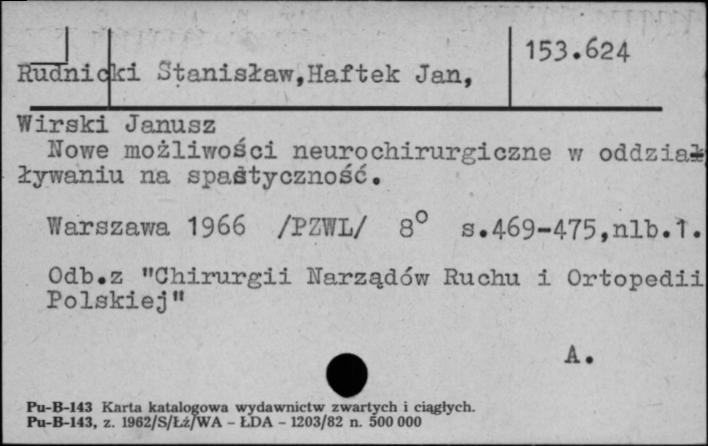 153.624
Rudnicki Stanisław,Haftek Jan,
Wirski Janusz
Nowe możliwości neurochirurgiczne w oddział
ływaniu na spastyczność.
Warszawa 1966 /PZWL/ 8° s.469-475,nlb.1.
Odb.z "Chirurgii Narządów Ruchu i Ortopedii
Polskiej"
A.
Pu-B-143 Karta katalogowa wydawnictw zwartych i ciągłych.
Pu-B-143, z. 1962/S/Łż/WA - ŁDA - 1203/82 n. 500 000